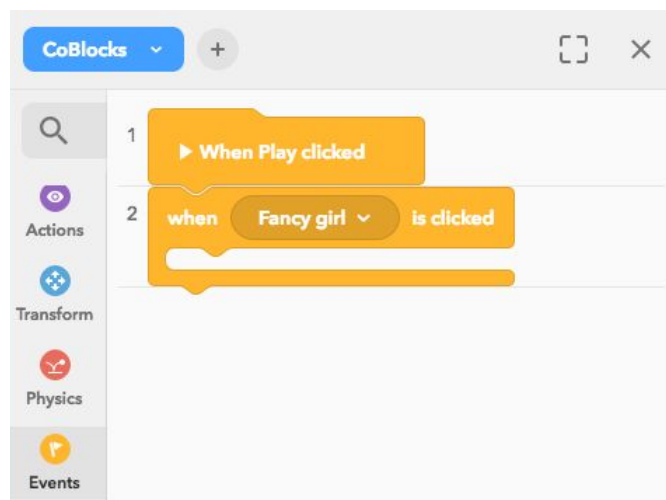 CoBlocks
+
1
When Play clicked
Actions
2
when Fancy girl is clicked
Transform
Physics
Events